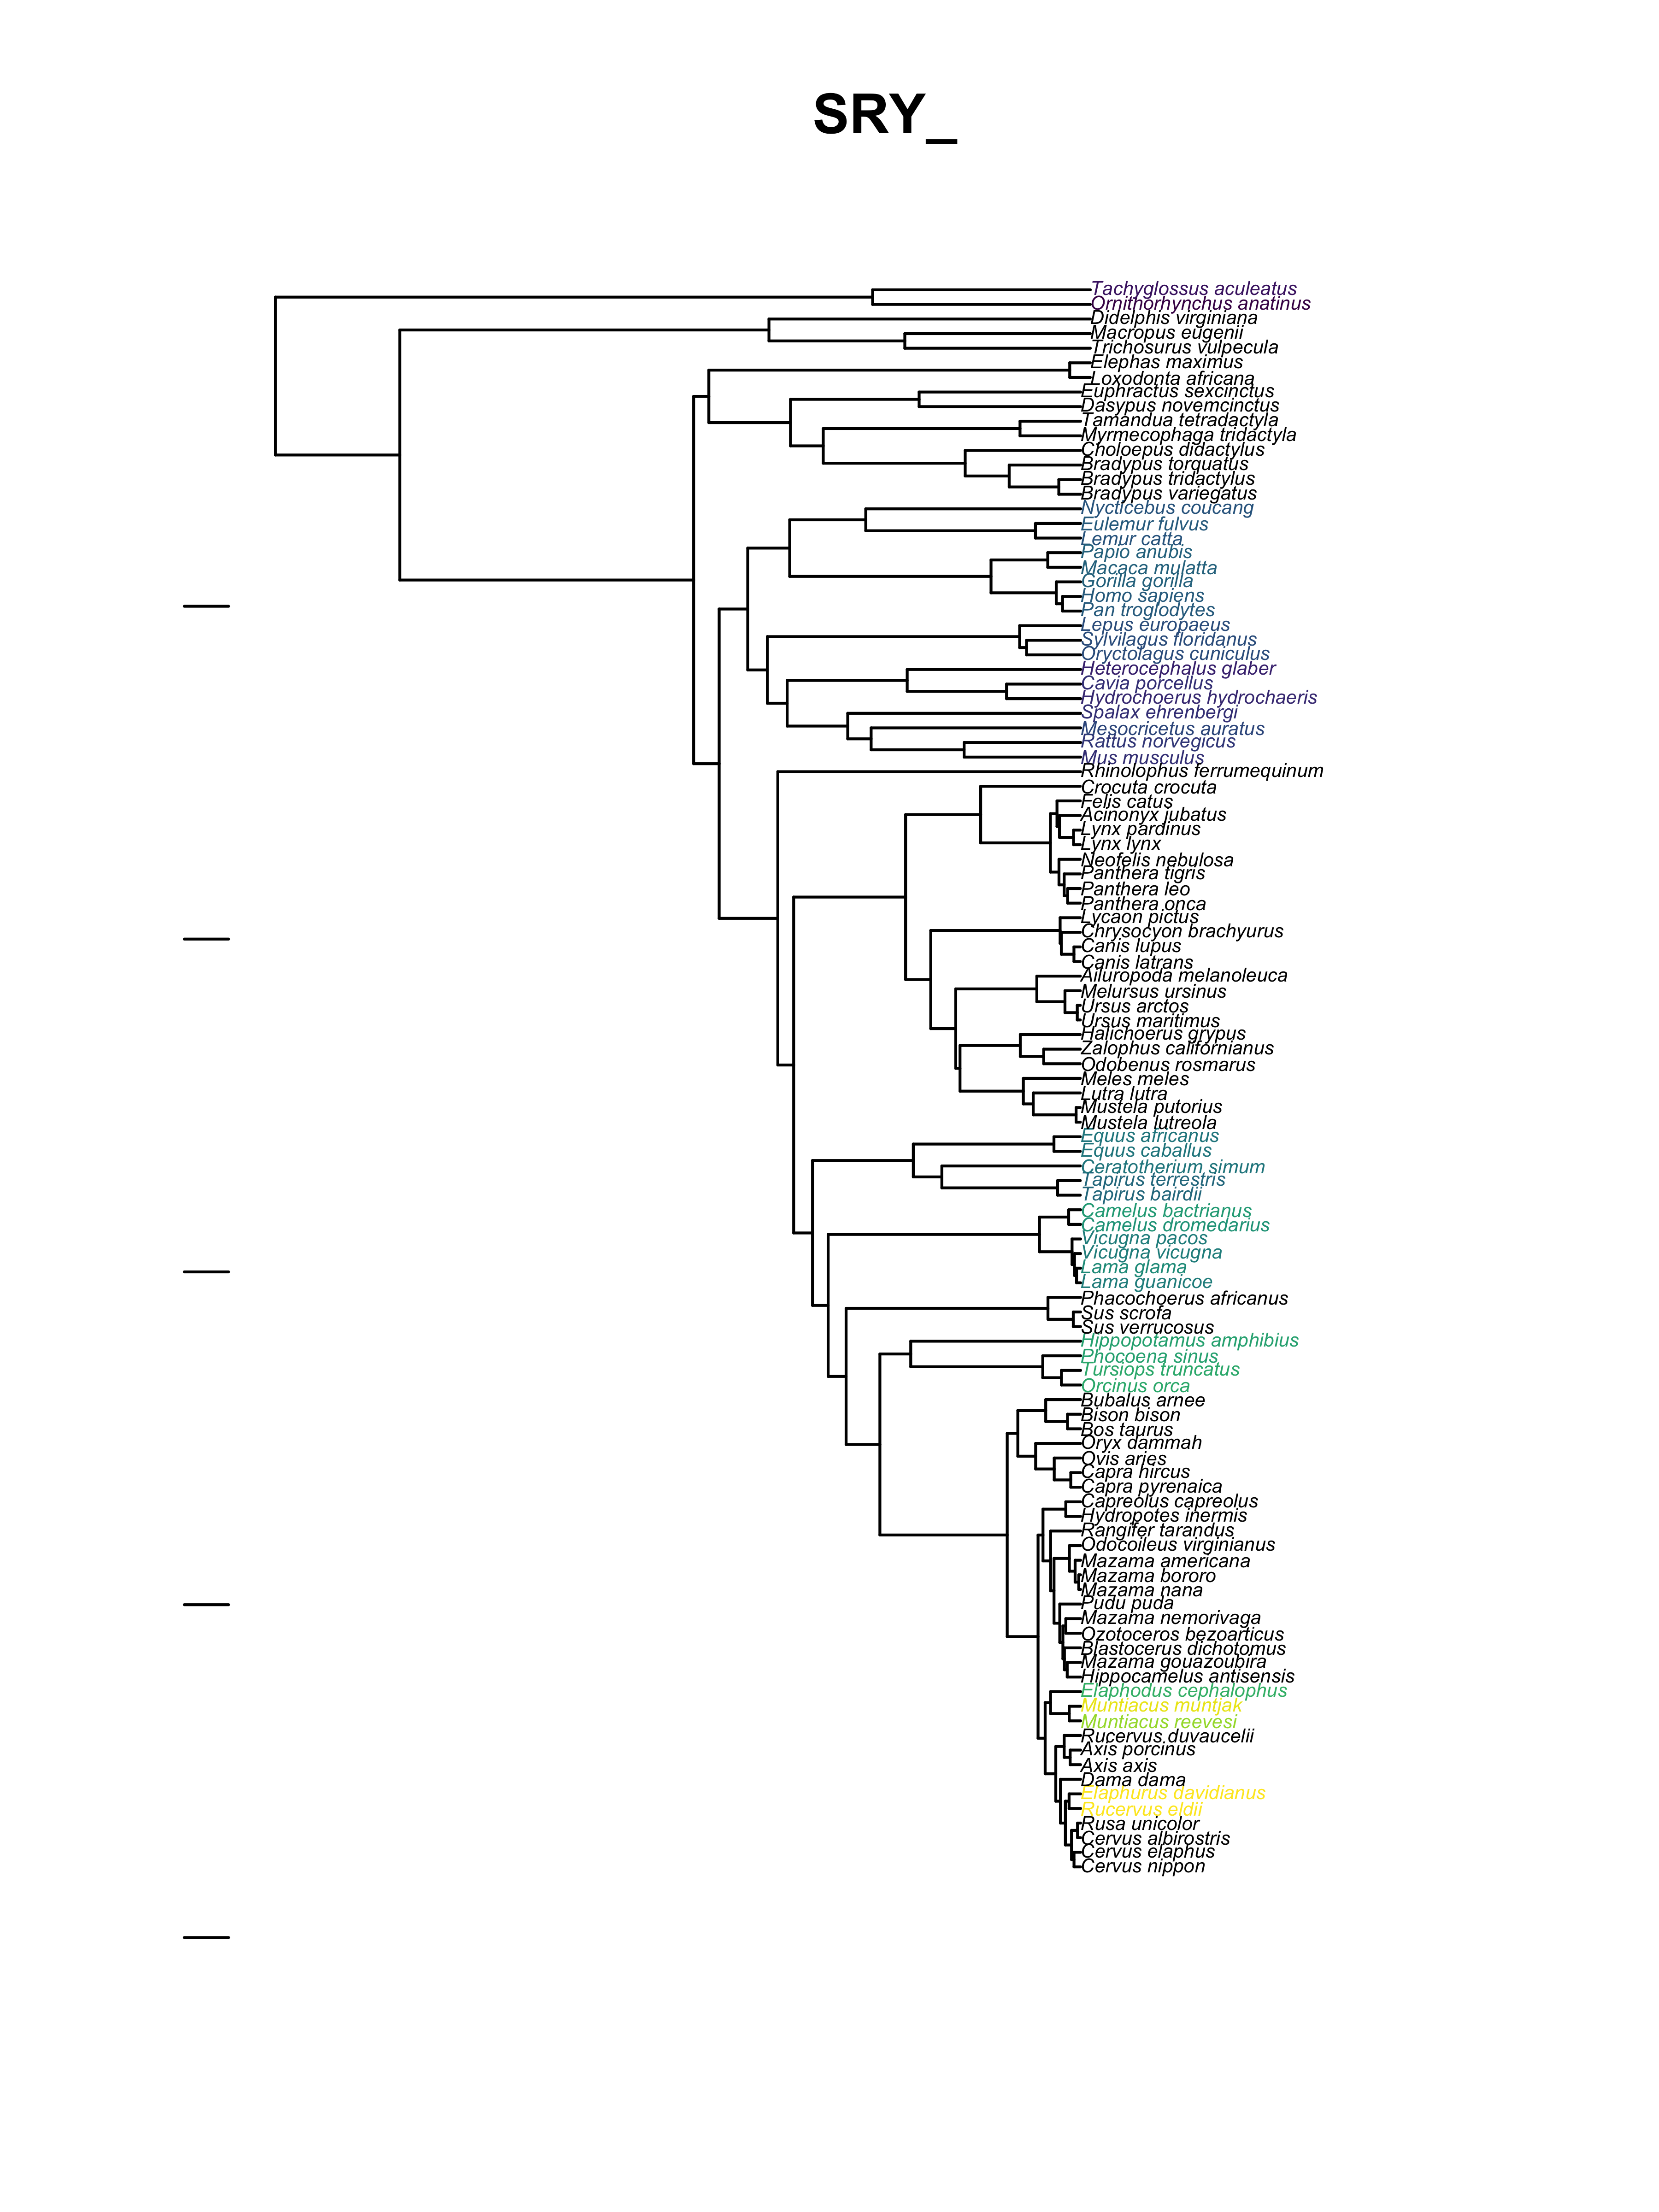 SRY_
Tachyglossus aculeatus
Ornithorhynchus anatinus
Didelphis virginiana
Macropus eugenii
Trichosurus vulpecula
Elephas maximus
Loxodonta africana
Euphractus sexcinctus
Dasypus novemcinctus
Tamandua tetradactyla
Myrmecophaga tridactyla
Choloepus didactylus
Bradypus torquatus
Bradypus tridactylus
Bradypus variegatus
Nycticebus coucang
Eulemur fulvus
Lemur catta
Papio anubis
Macaca mulatta
Gorilla gorilla
Homo sapiens
Pan troglodytes
Lepus europaeus
Sylvilagus floridanus
Oryctolagus cuniculus
Heterocephalus glaber
Cavia porcellus
Hydrochoerus hydrochaeris
Spalax ehrenbergi
Mesocricetus auratus
Rattus norvegicus
Mus musculus
Rhinolophus ferrumequinum
Crocuta crocuta
Felis catus
Acinonyx jubatus
Lynx pardinus
Lynx lynx
Neofelis nebulosa
Panthera tigris
Panthera leo
Panthera onca
Lycaon pictus
Chrysocyon brachyurus
Canis lupus
Canis latrans
Ailuropoda melanoleuca
Melursus ursinus
Ursus arctos
Ursus maritimus
Halichoerus grypus
Zalophus californianus
Odobenus rosmarus
Meles meles
Lutra lutra
Mustela putorius
Mustela lutreola
Equus africanus
Equus caballus
Ceratotherium simum
Tapirus terrestris
Tapirus bairdii
Camelus bactrianus
Camelus dromedarius
Vicugna pacos
Vicugna vicugna
Lama glama
Lama guanicoe
Phacochoerus africanus
Sus scrofa
Sus verrucosus
Hippopotamus amphibius
Phocoena sinus
Tursiops truncatus
Orcinus orca
Bubalus arnee
Bison bison
Bos taurus
Oryx dammah
Ovis aries
Capra hircus
Capra pyrenaica
Capreolus capreolus
Hydropotes inermis
Rangifer tarandus
Odocoileus virginianus
Mazama americana
Mazama bororo
Mazama nana
Pudu puda
Mazama nemorivaga
Ozotoceros bezoarticus
Blastocerus dichotomus
Mazama gouazoubira
Hippocamelus antisensis
Elaphodus cephalophus
Muntiacus muntjak
Muntiacus reevesi
Rucervus duvaucelii
Axis porcinus
Axis axis
Dama dama
Elaphurus davidianus
Rucervus eldii
Rusa unicolor
Cervus albirostris
Cervus elaphus
Cervus nippon